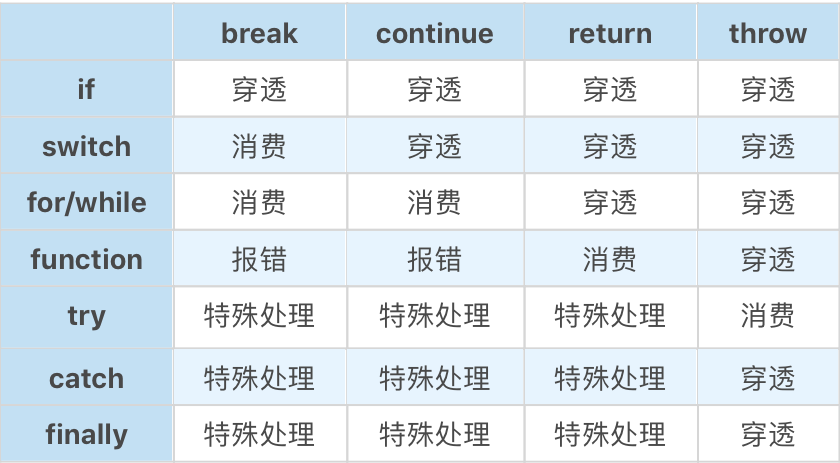 break continue return throw
if 穿透 穿透 穿透 穿透
switch 消费 穿透 穿透 穿透
for/while 消费 消费 穿透 穿透
function 报错 报错 消费 穿透
try 特殊处理 特殊处理 特殊处理 消费
catch 特殊处理 特殊处理 特殊处理 穿透
finally 特殊处理 特殊处理 特殊处理 穿透